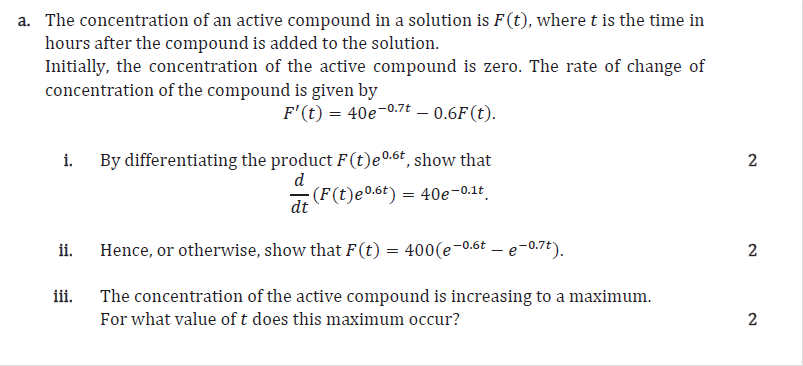 a. The concentration of an active compound in a solution is F(t), where t is the time in
hours after the compound is added to the solution.
Initially, the concentration of the active compound is zero. The rate of change of
concentration of the compound is given by
F′(t) = 40e^{−0.7t} − 0.6F(t).
i. By differentiating the product F(t)e^{0.6t}, show that 2
d/dt (F(t)e^{0.6t}) = 40e^{−0.1t}.
ii. Hence, or otherwise, show that F(t) = 400(e^{−0.6t} − e^{−0.7t}). 2
iii. The concentration of the active compound is increasing to a maximum.
For what value of t does this maximum occur? 2